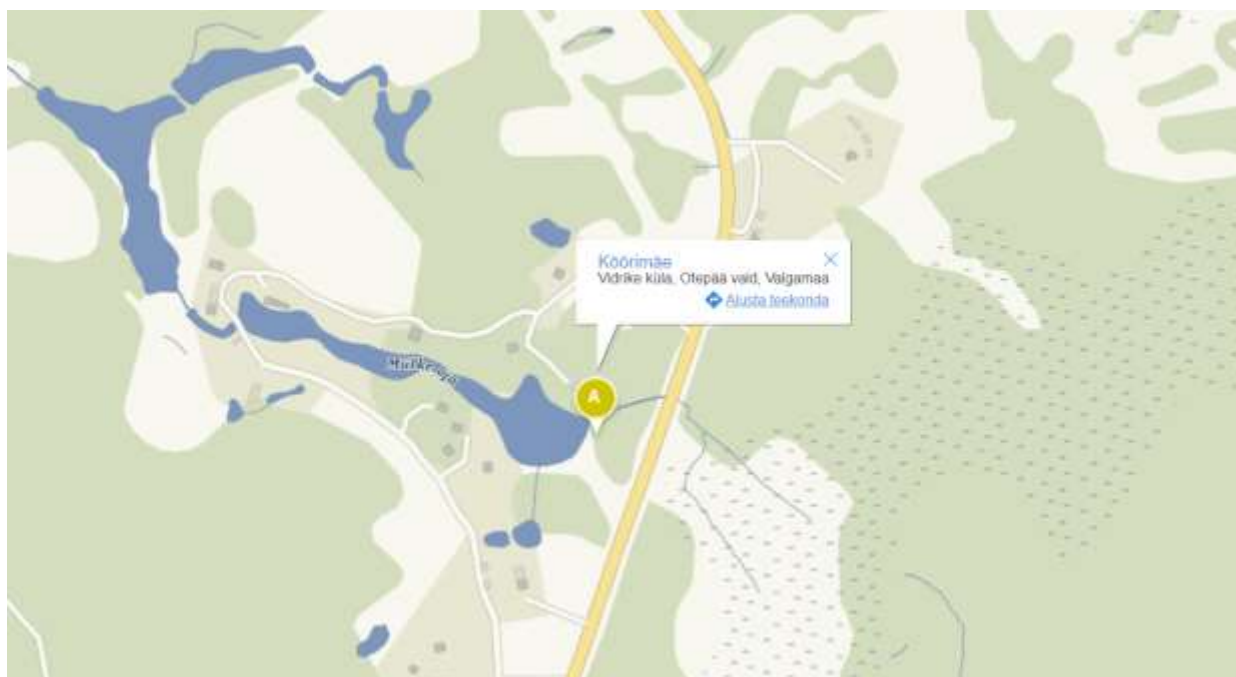 Köörimäe
Vidrike küla, Otepää vald, Valgamaa
Alusta teekonda
A